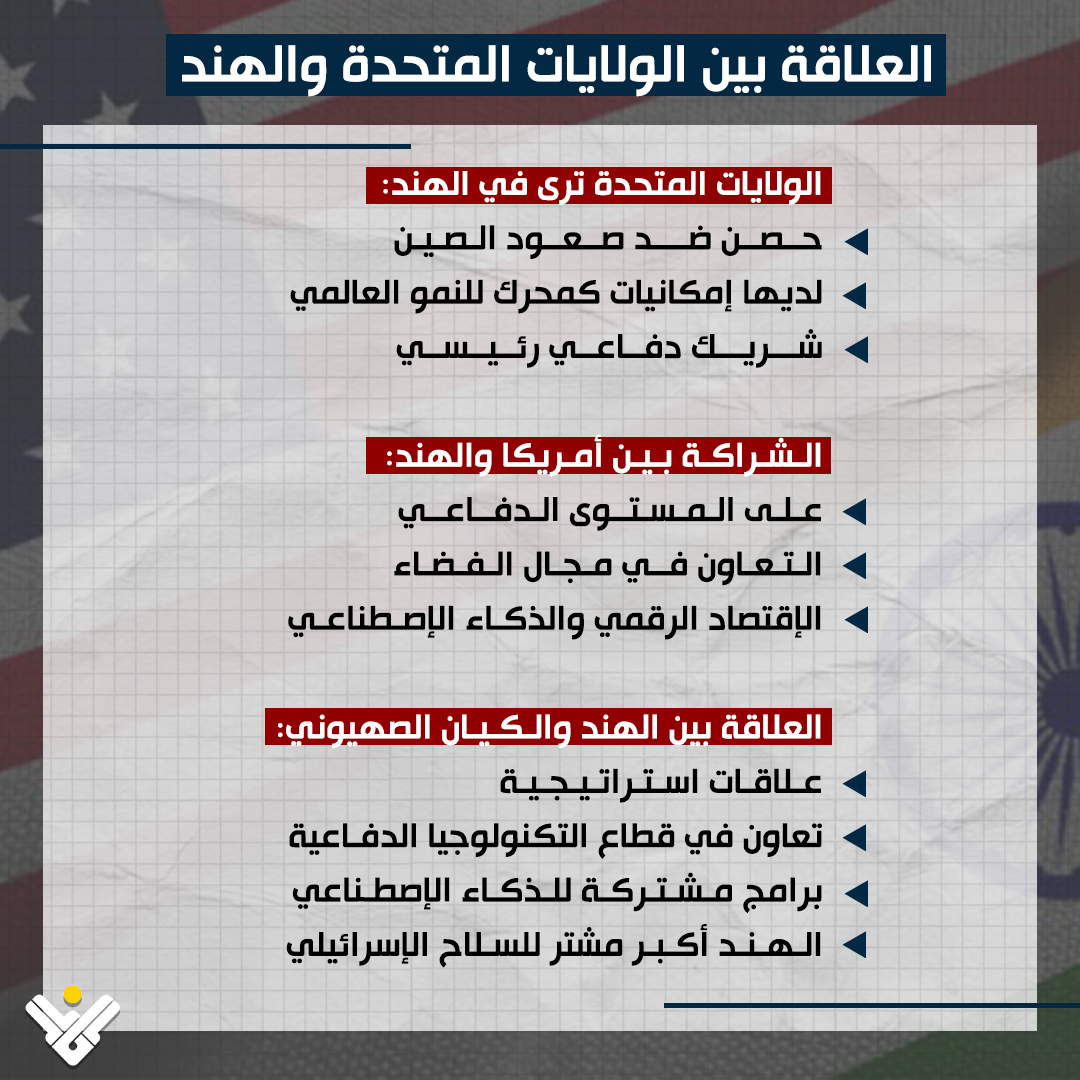 العلاقة بين الولايات المتحدة والهند
الولايات المتحدة ترى في الهند:
حصن ضد صعود الصين
لديها إمكانيات كمحرك للنمو العالمي
شريك دفاعي رئيسي
الشراكة بين أمريكا والهند:
على المستوى الدفاعي
التعاون في مجال الفضاء
الإقتصاد الرقمي والذكاء الإصطناعي
العلاقة بين الهند والكيان الصهيوني:
علاقات استراتيجية
تعاون في قطاع التكنولوجيا الدفاعية
برامج مشتركة للذكاء الإصطناعي
الهند أكبر مشتر للسلاح الإسرائيلي